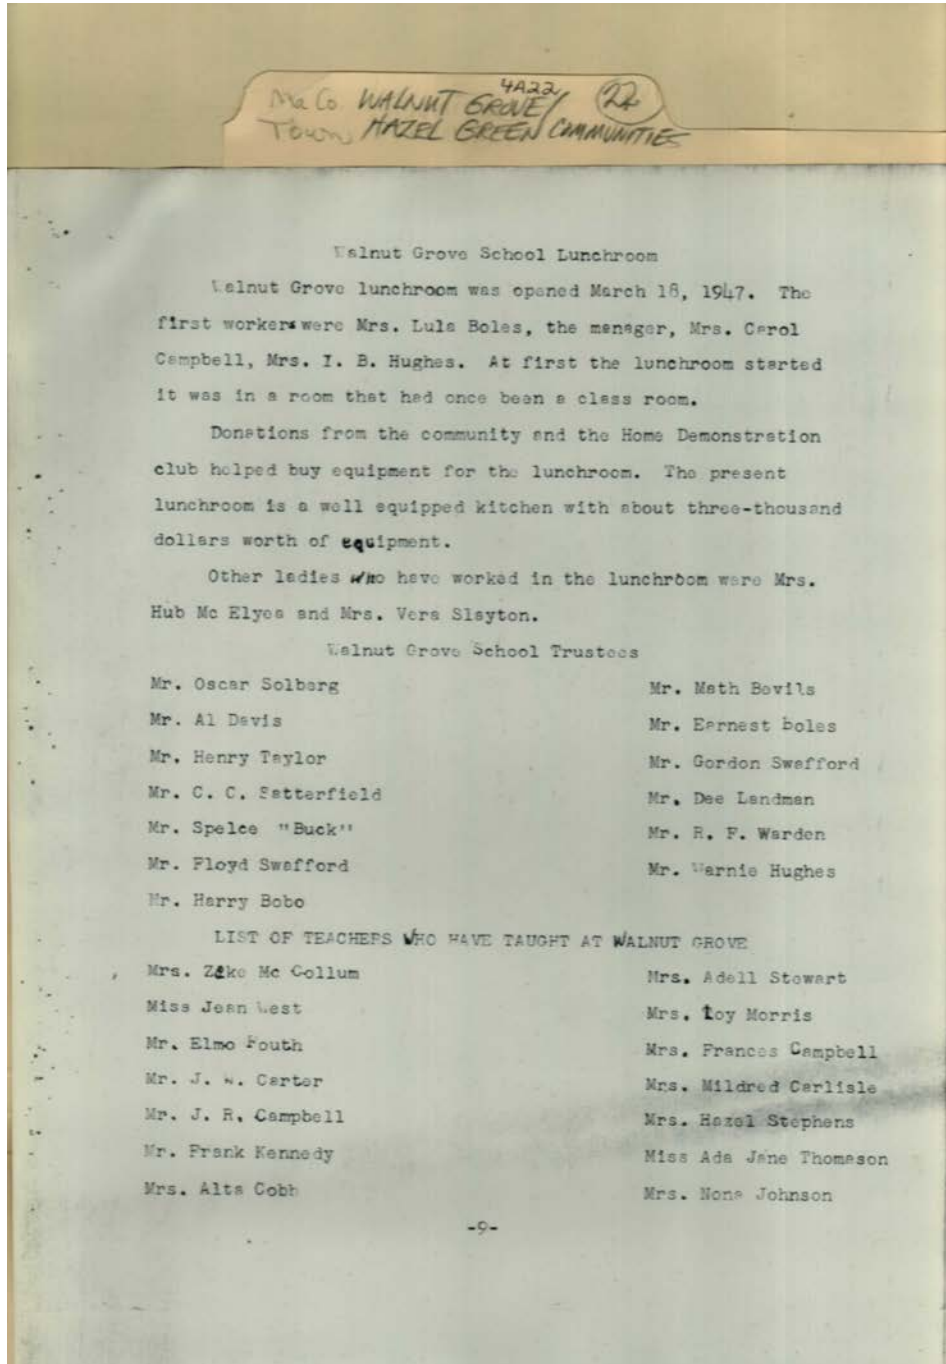 4A22
Ma Co WALNUT GROVE/ 22
Town HAZEL GREEN COMMUNITIES
Walnut Grove School Lunchroom
Walnut Grove lunchroom was opened March 18, 1947. The
first workers were Mrs. Lula Boles, the manager, Mrs. Carol
Campbell, Mrs. I. B. Hughes. At first the lunchroom started
it was in a room that had once been a class room.
Donations from the community and the Home Demonstration
club helped buy equipment for the lunchroom. The present
lunchroom is a well equipped kitchen with about three-thousand
dollars worth of equipment.
Other ladies who have worked in the lunchroom were Mrs.
Hub Mc Elyea and Mrs. Vera Slayton.
Walnut Grove School Trustees
Mr. Oscar Solberg Mr. Math Bevils
Mr. Al Davis Mr. Earnest Boles
Mr. Henry Taylor Mr. Gordon Swafford
Mr. C. C. Satterfield Mr. Dee Landman
Mr. Spelce "Buck" Mr. R. F. Warden
Mr. Floyd Swafford Mr. Hughes
Mr. Harry Bobo
LIST OF TEACHERS WHO HAVE TAUGHT AT WALNUT GROVE
Mrs. Mc Collum Mrs. Adell Stewart
Miss Jean West Mrs. Morris
Mr. Elmo Mrs. Frances Campbell
Mr. J. W. Carter Mrs. Mildred Carlisle
Mr. J. R. Campbell Mrs. Hazel Stephens
Mr. Frank Kennedy Miss Ada Jane Thomason
Mrs. Alta Cobb Mrs. Nona Johnson
-9-